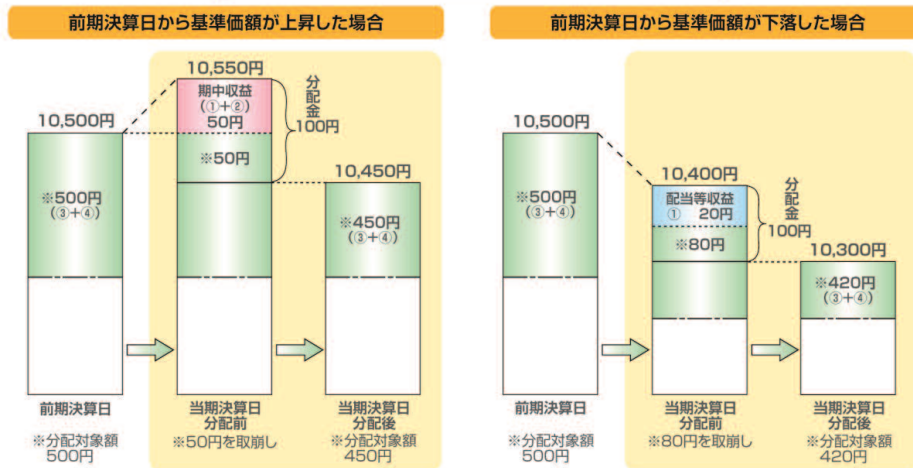 前期決算日から基準価額が上昇した場合
10,550円
期中収益
(①+②)
50円
分配金
100円
10,500円
※50円
※500円
(③+④)
10,450円
※450円
(③+④)
前期決算日
当期決算日
分配前
当期決算日
分配後
※分配対象額
500円
※50円を取崩し
※分配対象額
450円
前期決算日から基準価額が下落した場合
10,500円
※500円
(③+④)
10,400円
配当等収益
① 20円
分配金
100円
※80円
10,300円
※420円
(③+④)
前期決算日
当期決算日
分配前
当期決算日
分配後
※分配対象額
500円
※80円を取崩し
※分配対象額
420円